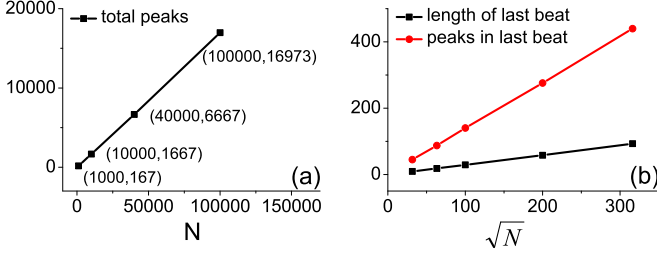 total peaks
20000
10000
0
(100000,16973)
(40000,6667)
(10000,1667)
(1000,167)
(a)
0 50000 100000 150000
N
length of last beat
peaks in last beat
400
200
0
(b)
0 100 200 300
√N